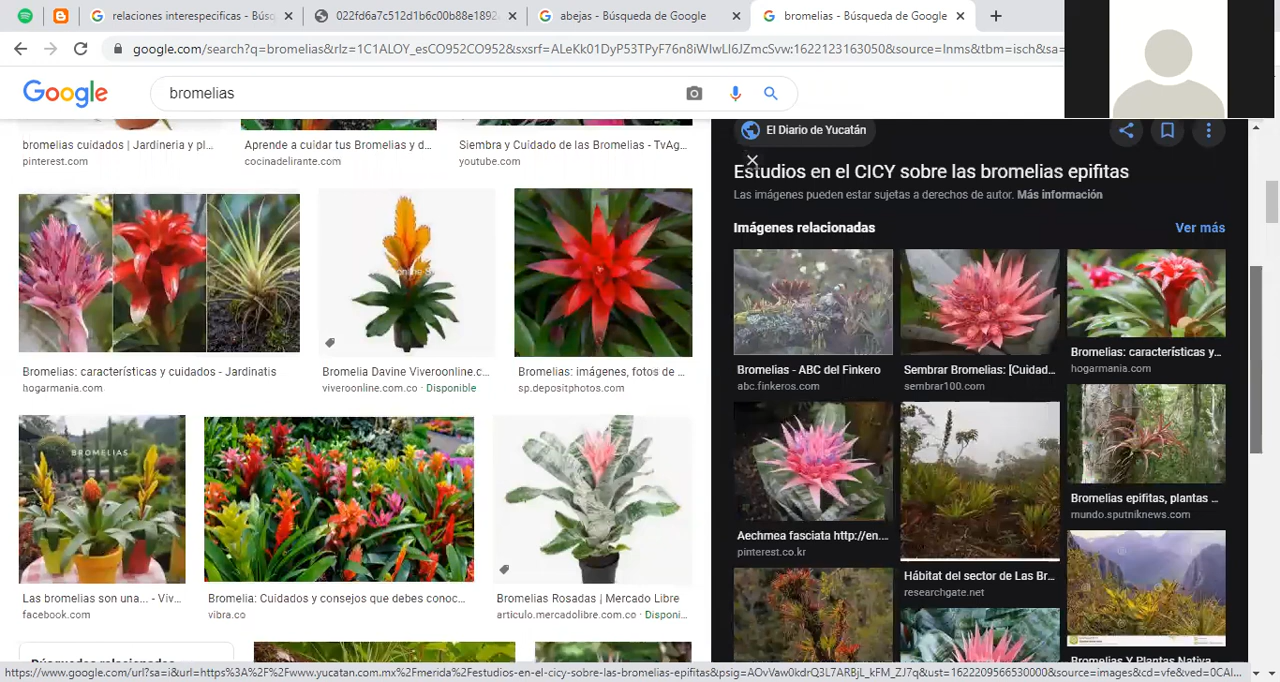 relaciones interespecificas - Búsq
022fd6a7c512d1b6c00b88e1892
abejas - Búsqueda de Google
bromelias - Búsqueda de Google
google.com/search?q=bromelias&rlz=1C1ALOY_esCO952CO952&sxsrf=ALeKk01DyP53TPyF76n8iWIwLI6JZmcSvw:1622123163050&source=lnms&tbm=isch&sa=
Google
bromelias
bromelias cuidados | Jardineria y pl...
pinterest.com
Aprende a cuidar tus Bromelias y d...
cocinadelirante.com
Siembra y Cuidado de las Bromelias - TvAg...
youtube.com
Bromelias: características y cuidados - Jardinatis
hogarmania.com
Bromelia Davine Viveroonline.c...
viveroonline.com.co · Disponible
Bromelias: imágenes, fotos de ...
sp.depositphotos.com
BROMELIAS
Las bromelias son una... - Viv...
facebook.com
Bromelia: Cuidados y consejos que debes conoc...
vibra.co
Bromelias Rosadas | Mercado Libre
articulo.mercadolibre.com.co · Disponi...
Búsquedas relacionadas
El Diario de Yucatán
Estudios en el CICY sobre las bromelias epifitas
Las imágenes pueden estar sujetas a derechos de autor. Más información
Imágenes relacionadas
Ver más
Bromelias - ABC del Finkero
abc.finkeros.com
Sembrar Bromelias: [Cuidad...
sembrar100.com
Bromelias: características y...
hogarmania.com
Aechmea fasciata http://en....
pinterest.co.kr
Hábitat del sector de Las Br...
researchgate.net
Bromelias epifitas, plantas ...
mundo.sputniknews.com
Bromelias Y Plantas Nativa
https://www.google.com/url?sa=i&url=https%3A%2F%2Fwww.yucatan.com.mx%2Fmerida%2Festudios-en-el-cicy-sobre-las-bromelias-epifitas&psig=AOvVaw0kdrQ3L7ARBjL_kFM_ZJ7q&ust=1622209566530000&source=images&cd=vfe&ved=0CAI...